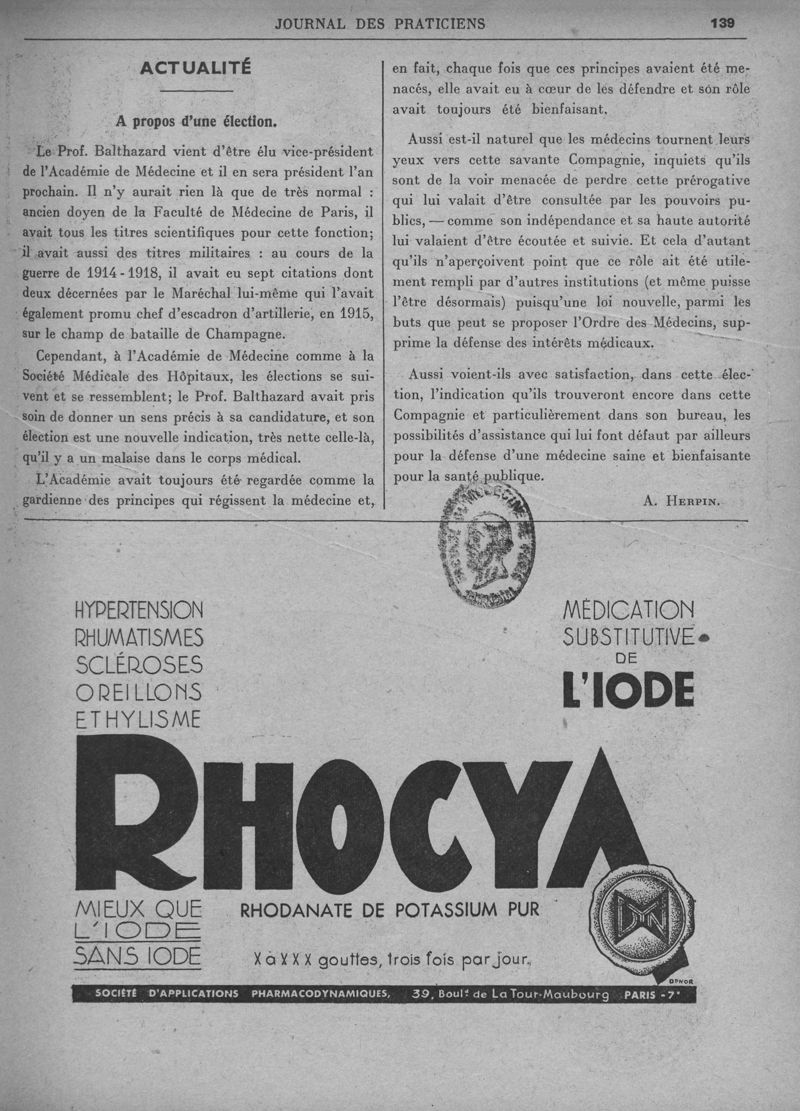 JOURNAL DES PRATICIENS 139
ACTUALITÉ
A propos d'une élection.
Le Prof. Balthazard vient d'être élu vice-président
de l'Académie de Médecine et il en sera président l'an
prochain. Il n'y aurait rien là que de très normal :
ancien doyen de la Faculté de Médecine de Paris, il
avait tous les titres scientifiques pour cette fonction;
il avait aussi des titres militaires : au cours de la
guerre de 1914-1918, il avait eu sept citations dont
deux décernées par le Maréchal lui-même qui l'avait
également promu chef d'escadron d'artillerie, en 1915,
sur le champ de bataille de Champagne.
Cependant, à l'Académie de Médecine comme à la
Société Médicale des Hôpitaux, les élections se sui-
vent et se ressemblent; le Prof. Balthazard avait pris
soin de donner un sens précis à sa candidature, et son
élection est une nouvelle indication, très nette celle-là,
qu'il y a un malaise dans le corps médical.
L'Académie avait toujours été regardée comme la
gardienne des principes qui régissent la médecine et,
en fait, chaque fois que ces principes avaient été me-
nacés, elle avait eu à cœur de les défendre et son rôle
avait toujours été bienfaisant.
Aussi est-il naturel que les médecins tournent leurs
yeux vers cette savante Compagnie, inquiets qu'ils
sont de la voir menacée de perdre cette prérogative
qui lui valait d'être consultée par les pouvoirs pu-
blics, — comme son indépendance et sa haute autorité
lui valaient d'être écoutée et suivie. Et cela d'autant
qu'ils n'aperçoivent point que ce rôle ait été utile-
ment rempli par d'autres institutions (et même puisse
l'être désormais) puisqu'une loi nouvelle, parmi les
buts que peut se proposer l'Ordre des Médecins, sup-
prime la défense des intérêts médicaux.
Aussi voient-ils avec satisfaction, dans cette élec-
tion, l'indication qu'ils trouveront encore dans cette
Compagnie et particulièrement dans son bureau, les
possibilités d'assistance qui lui font défaut par ailleurs
pour la défense d'une médecine saine et bienfaisante
pour la santé publique.
A. HERPIN.
HYPERTENSION
RHUMATISMES
SCLÉROSES
OREILLONS
ETHYLISME
MÉDICATION
SUBSTITUTIVE
DE
L'IODE
RHOCYA
MIEUX QUE
L'IODE
SANS IODE
RHODANATE DE POTASSIUM PUR
X à XXX gouttes, trois fois par jour.
DYN
SOCIÉTÉ D'APPLICATIONS PHARMACODYNAMIQUES, 39, Boulᵈ de La Tour-Maubourg PARIS-7ᵉ